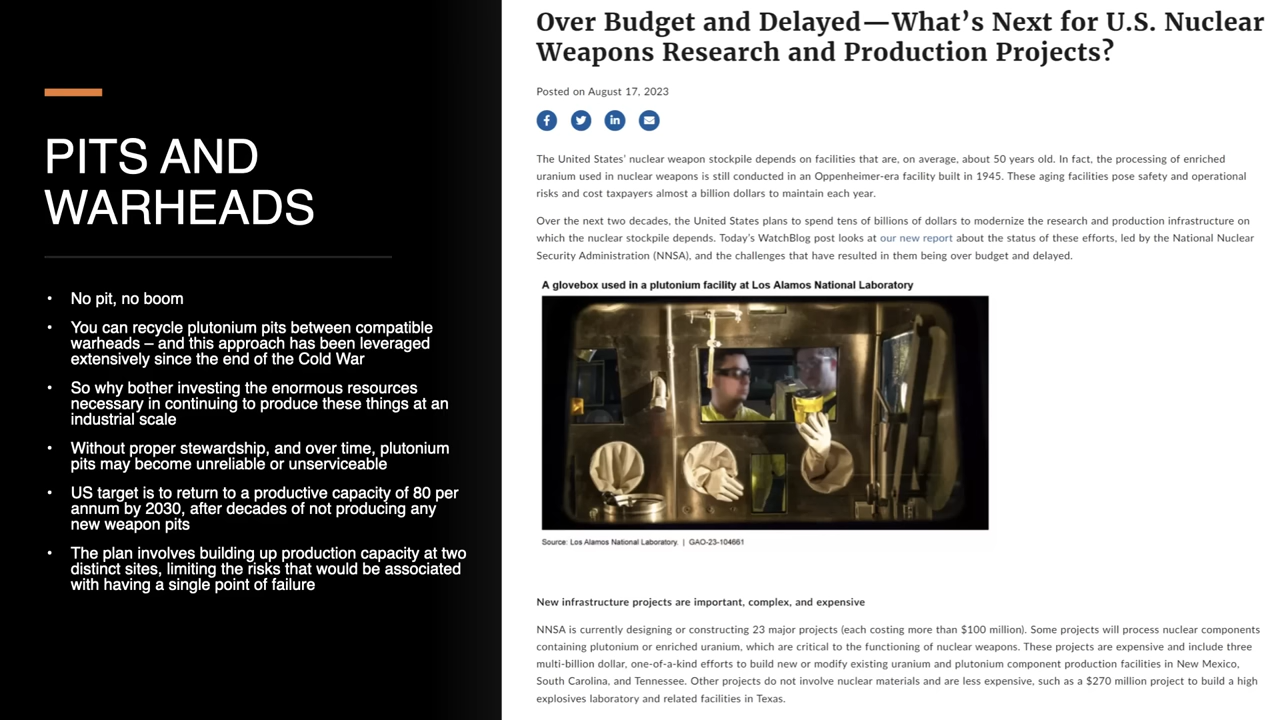 PITS AND
WARHEADS
• No pit, no boom
• You can recycle plutonium pits between compatible
warheads – and this approach has been leveraged
extensively since the end of the Cold War
• So why bother investing the enormous resources
necessary in continuing to produce these things at an
industrial scale
• Without proper stewardship, and over time, plutonium
pits may become unreliable or unserviceable
• US target is to return to a productive capacity of 80 per
annum by 2030, after decades of not producing any
new weapon pits
• The plan involves building up production capacity at two
distinct sites, limiting the risks that would be associated
with having a single point of failure
Over Budget and Delayed—What’s Next for U.S. Nuclear
Weapons Research and Production Projects?
Posted on August 17, 2023
The United States’ nuclear weapon stockpile depends on facilities that are, on average, about 50 years old. In fact, the processing of enriched
uranium used in nuclear weapons is still conducted in an Oppenheimer-era facility built in 1945. These aging facilities pose safety and operational
risks and cost taxpayers almost a billion dollars to maintain each year.
Over the next two decades, the United States plans to spend tens of billions of dollars to modernize the research and production infrastructure on
which the nuclear stockpile depends. Today’s WatchBlog post looks at our new report about the status of these efforts, led by the National Nuclear
Security Administration (NNSA), and the challenges that have resulted in them being over budget and delayed.
A glovebox used in a plutonium facility at Los Alamos National Laboratory
Source: Los Alamos National Laboratory. | GAO-23-104661
New infrastructure projects are important, complex, and expensive
NNSA is currently designing or constructing 23 major projects (each costing more than $100 million). Some projects will process nuclear components
containing plutonium or enriched uranium, which are critical to the functioning of nuclear weapons. These projects are expensive and include three
multi-billion dollar, one-of-a-kind efforts to build new or modify existing uranium and plutonium component production facilities in New Mexico,
South Carolina, and Tennessee. Other projects do not involve nuclear materials and are less expensive, such as a $270 million project to build a high
explosives laboratory and related facilities in Texas.